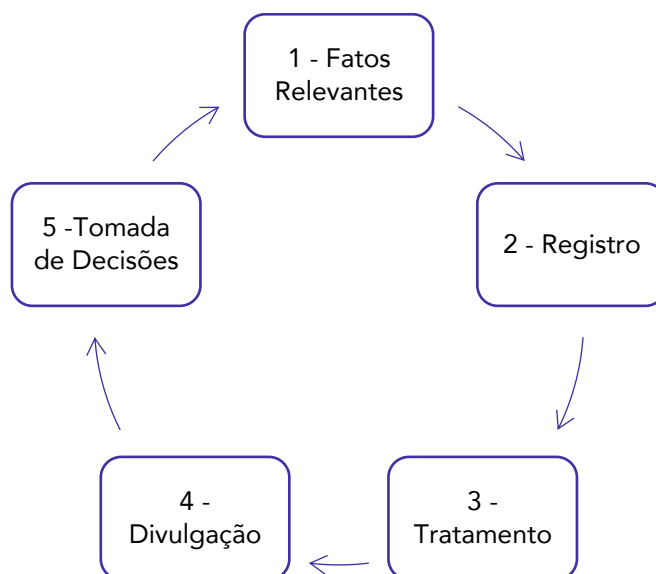 1 - Fatos
Relevantes
2 - Registro
3 -
Tratamento
4 -
Divulgação
5 -Tomada
de Decisões